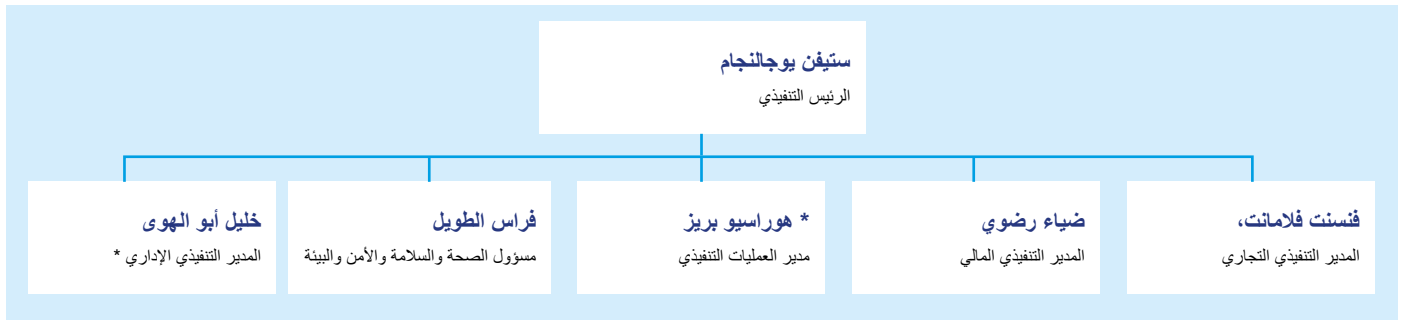 ستيفن يوجالنجام
الرئيس التنفيذي
فنسنت فلامانت،
المدير التنفيذي التجاري
ضياء رضوي
المدير التنفيذي المالي
* هوراسيو بريز
مدير العمليات التنفيذي
فراس الطويل
مسؤول الصحة والسلامة والأمن والبيئة
خليل أبو الهوى
المدير التنفيذي الإداري *